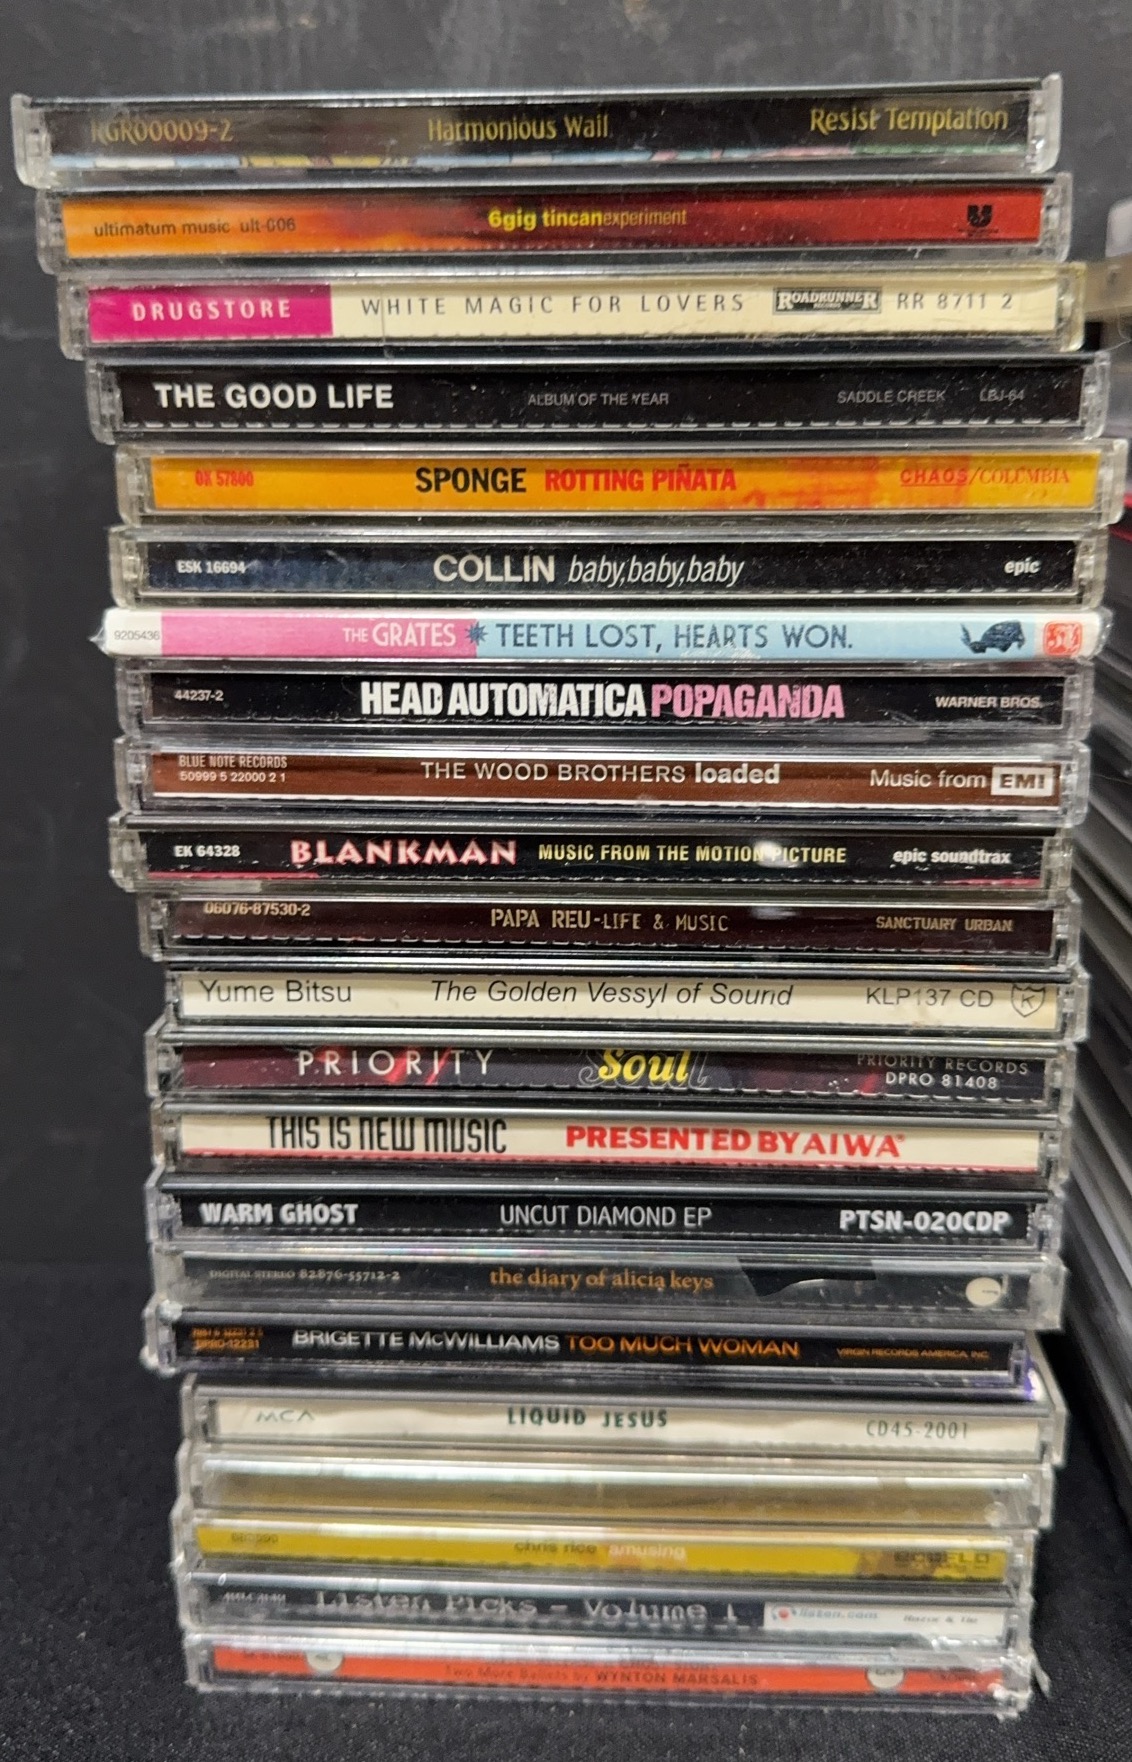 RGR00009-2 Harmonious Wail Resist Temptation
ultimatum music ult-006 6gig tincanexperiment
DRUGSTORE WHITE MAGIC FOR LOVERS ROADRUNNER RECORDS RR 8711 2
THE GOOD LIFE ALBUM OF THE YEAR SADDLE CREEK LBJ-64
OK 57800 SPONGE ROTTING PIÑATA CHAOS/COLUMBIA
ESK 16694 COLLIN baby,baby,baby epic
9205436 THE GRATES TEETH LOST, HEARTS WON.
44237-2 HEAD AUTOMATICA POPAGANDA WARNER BROS.
BLUE NOTE RECORDS
50999 5 22000 2 1 THE WOOD BROTHERS loaded Music from EMI
EK 64328 BLANKMAN MUSIC FROM THE MOTION PICTURE epic soundtrax
06076-87530-2 PAPA REU-LIFE & MUSIC SANCTUARY URBAN
Yume Bitsu The Golden Vessyl of Sound KLP137 CD K
PRIORITY Soul PRIORITY RECORDS
DPRO 81408
THIS IS NEW MUSIC PRESENTED BY AIWA
WARM GHOST UNCUT DIAMOND EP PTSN-020CDP
DIGITAL STEREO 82876-55712-2 the diary of alicia keys
BRIGETTE McWILLIAMS TOO MUCH WOMAN VIRGIN RECORDS AMERICA, INC.
DPRO-12231
MCA LIQUID JESUS CD45-2001
chris rice amusing
Listen Picks - Volume 1 listen.com
Two More Ballets by WYNTON MARSALIS